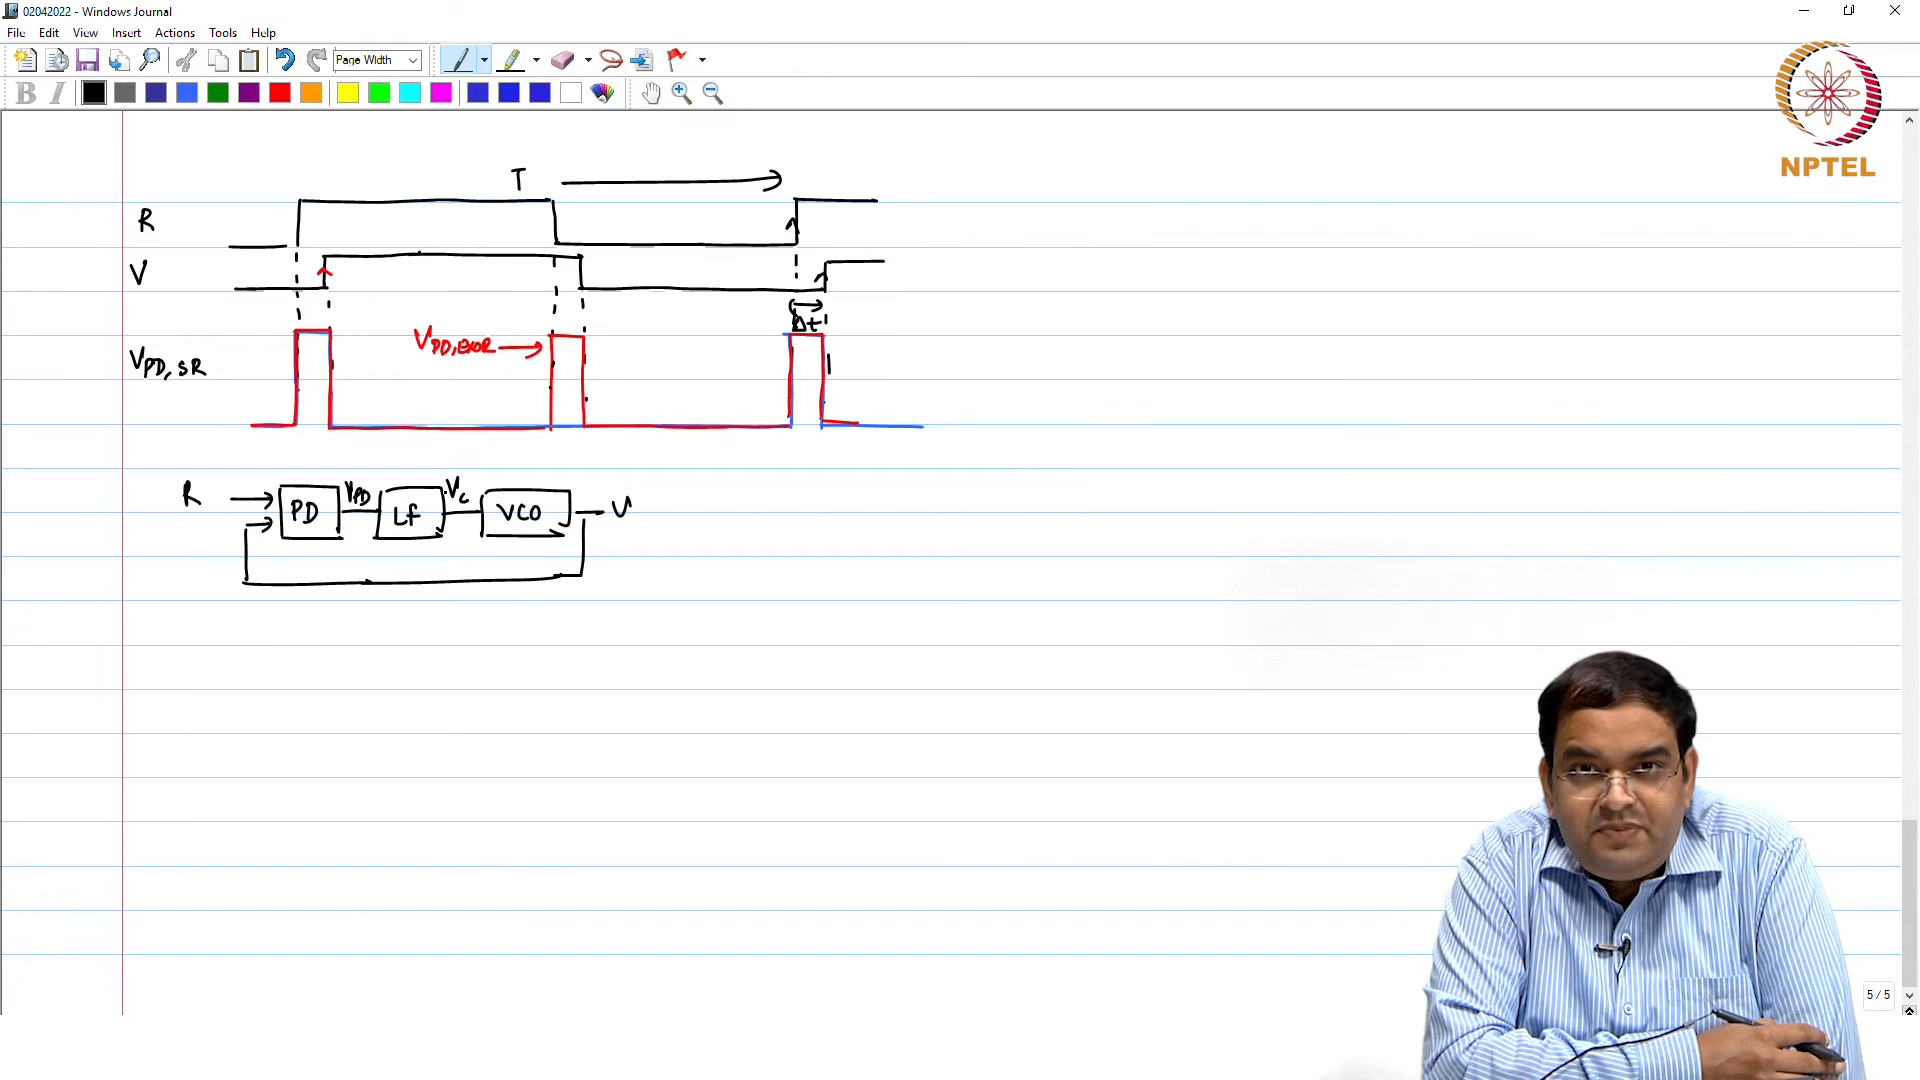 02042022 - Windows Journal
File Edit View Insert Actions Tools Help
Page Width
B I
NPTEL
T
R
V
Δt
V_PD,EXOR
V_PD,SR
R PD V_PD LF V_C VCO V
5 / 5